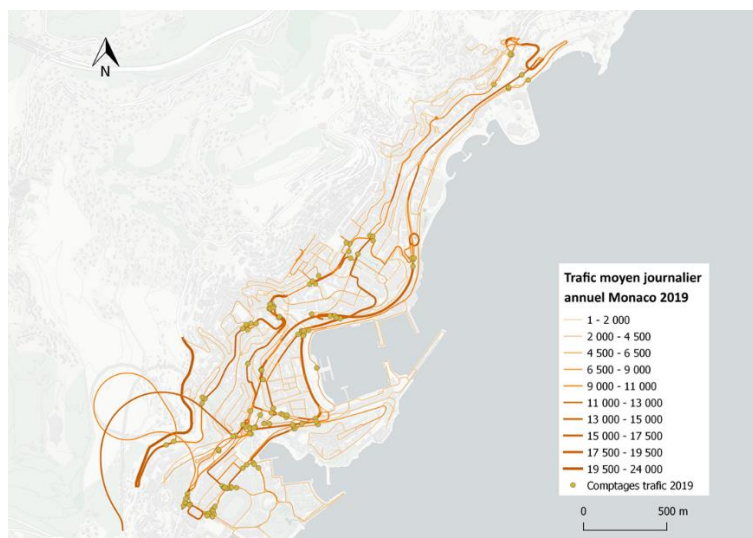 N
Trafic moyen journalier
annuel Monaco 2019
1 - 2 000
2 000 - 4 500
4 500 - 6 500
6 500 - 9 000
9 000 - 11 000
11 000 - 13 000
13 000 - 15 000
15 000 - 17 500
17 500 - 19 500
19 500 - 24 000
Comptages trafic 2019
0 500 m